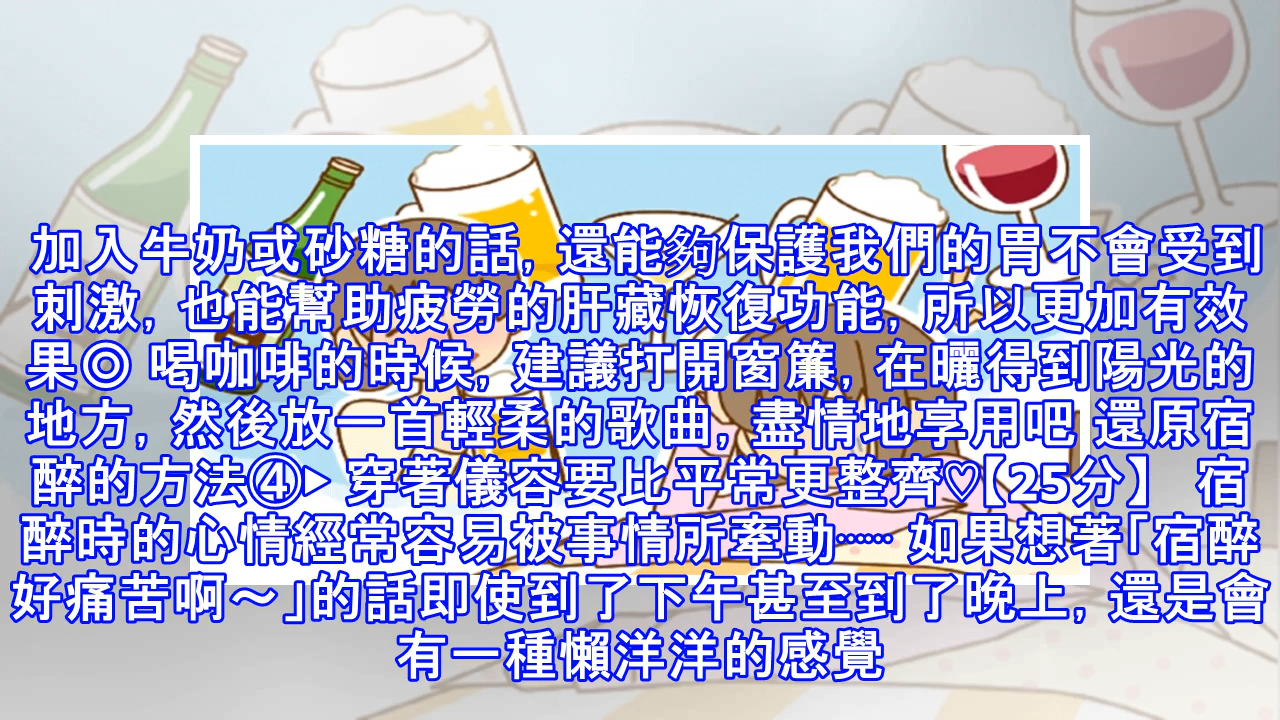 加入牛奶或砂糖的話, 還能夠保護我們的胃不會受到
刺激, 也能幫助疲勞的肝藏恢復功能, 所以更加有效
果◎ 喝咖啡的時候, 建議打開窗簾, 在曬得到陽光的
地方, 然後放一首輕柔的歌曲, 盡情地享用吧 還原宿
醉的方法④▶ 穿著儀容要比平常更整齊♡【25分】 宿
醉時的心情經常容易被事情所牽動…… 如果想著「宿醉
好痛苦啊～」的話即使到了下午甚至到了晚上, 還是會
有一種懶洋洋的感覺